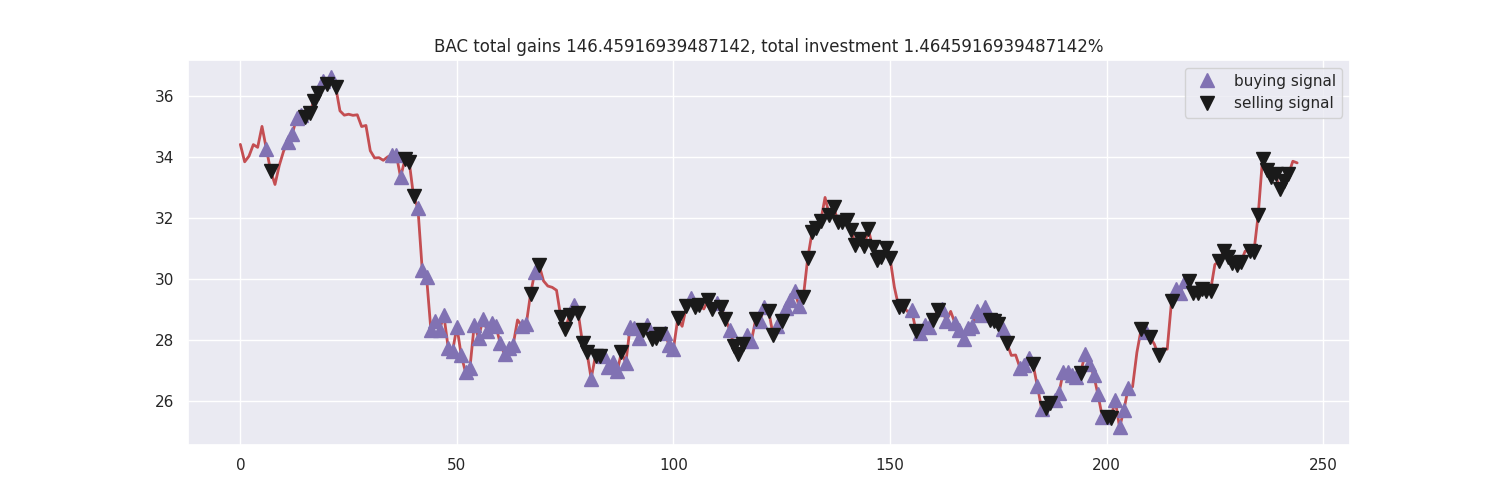 BAC total gains 146.45916939487142, total investment 1.4645916939487142%
buying signal
selling signal
36
34
32
30
28
26
0 50 100 150 200 250